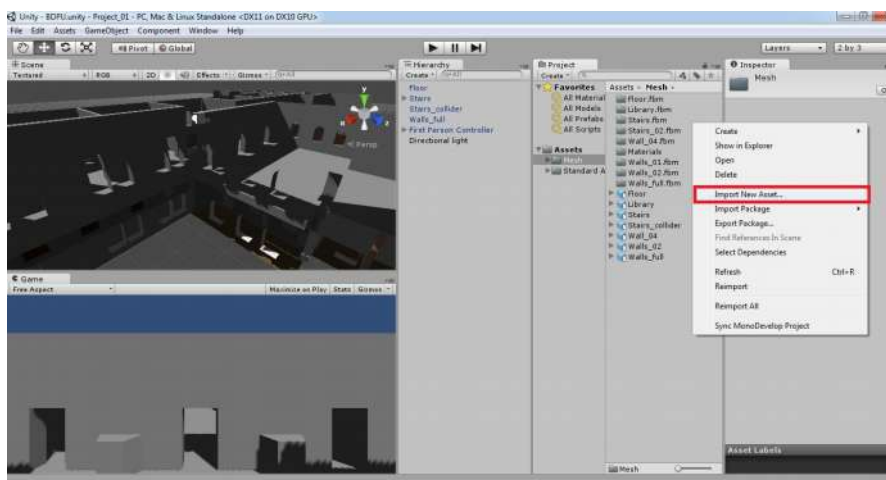 Unity - BDFU.unity - Project_01 - PC, Mac & Linux Standalone <DX11 on DX10 GPU>
File Edit Assets GameObject Component Window Help
Pivot Global
Layers 2 by 3
# Scene
Textured RGB 2D Effects Gizmos
y
x
Persp
Game
Free Aspect Maximize on Play Stats Gizmos
Hierarchy
Create
Floor
Stairs
Stairs_collider
Walls_full
First Person Controller
Directional light
Project
Create
Favorites
All Material
All Models
All Prefabs
All Scripts
Assets
Mesh
Standard A
Assets Mesh
Floor.fbm
Library.fbm
Stairs.fbm
Stairs_02.fbm
Wall_04.fbm
Materials
Walls_01.fbm
Walls_02.fbm
Walls_full.fbm
Floor
Library
Stairs
Stairs_collider
Wall_04
Walls_02
Walls_full
Mesh
Inspector
Mesh
Create
Show in Explorer
Open
Delete
Import New Asset...
Import Package
Export Package...
Find References In Scene
Select Dependencies
Refresh Ctrl+R
Reimport
Reimport All
Sync MonoDevelop Project
Asset Labels